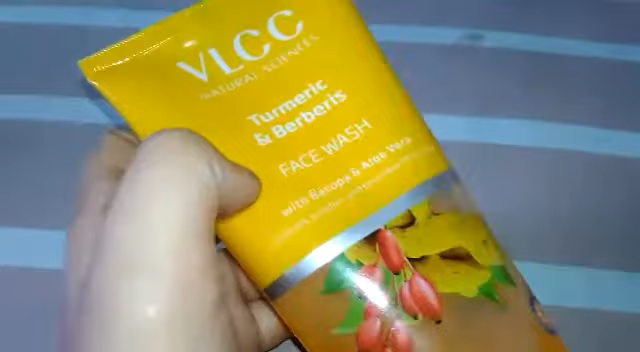 VLCC
NATURAL SCIENCES
Turmeric
& Berberis
FACE WASH
with Bacopa & Aloe Vera